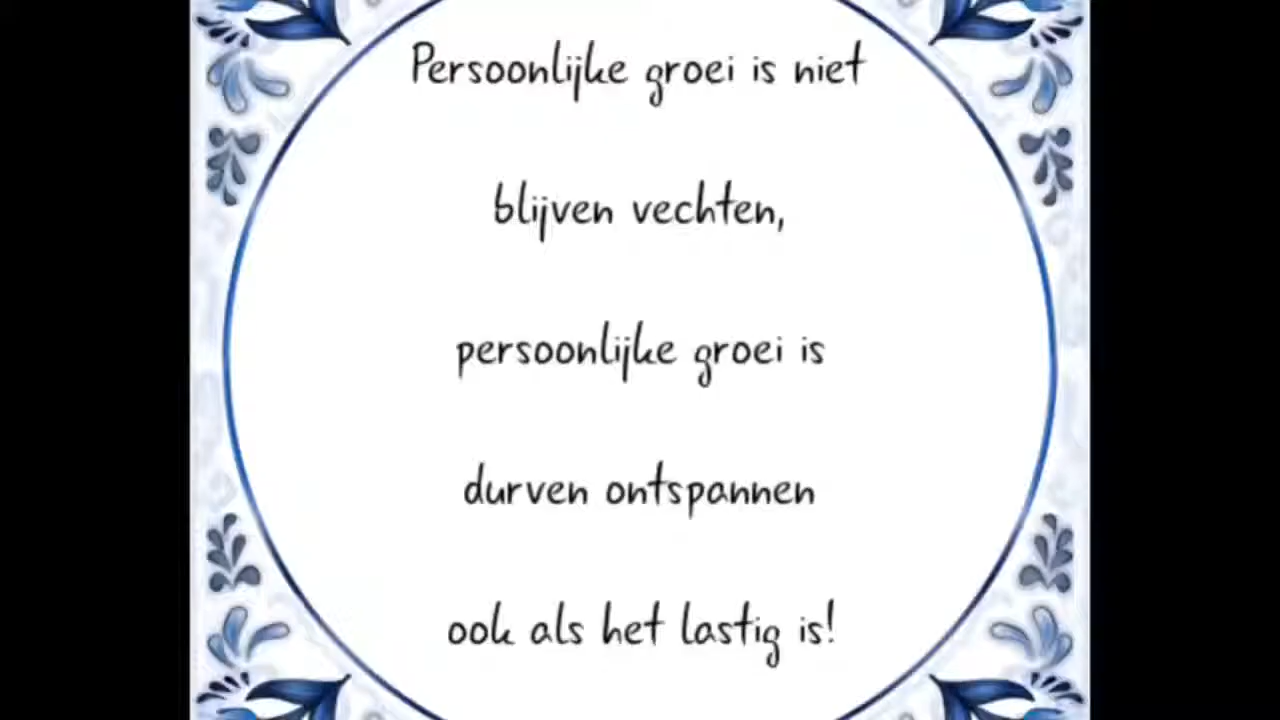 Persoonlijke groei is niet
blijven vechten,
persoonlijke groei is
durven ontspannen
ook als het lastig is!